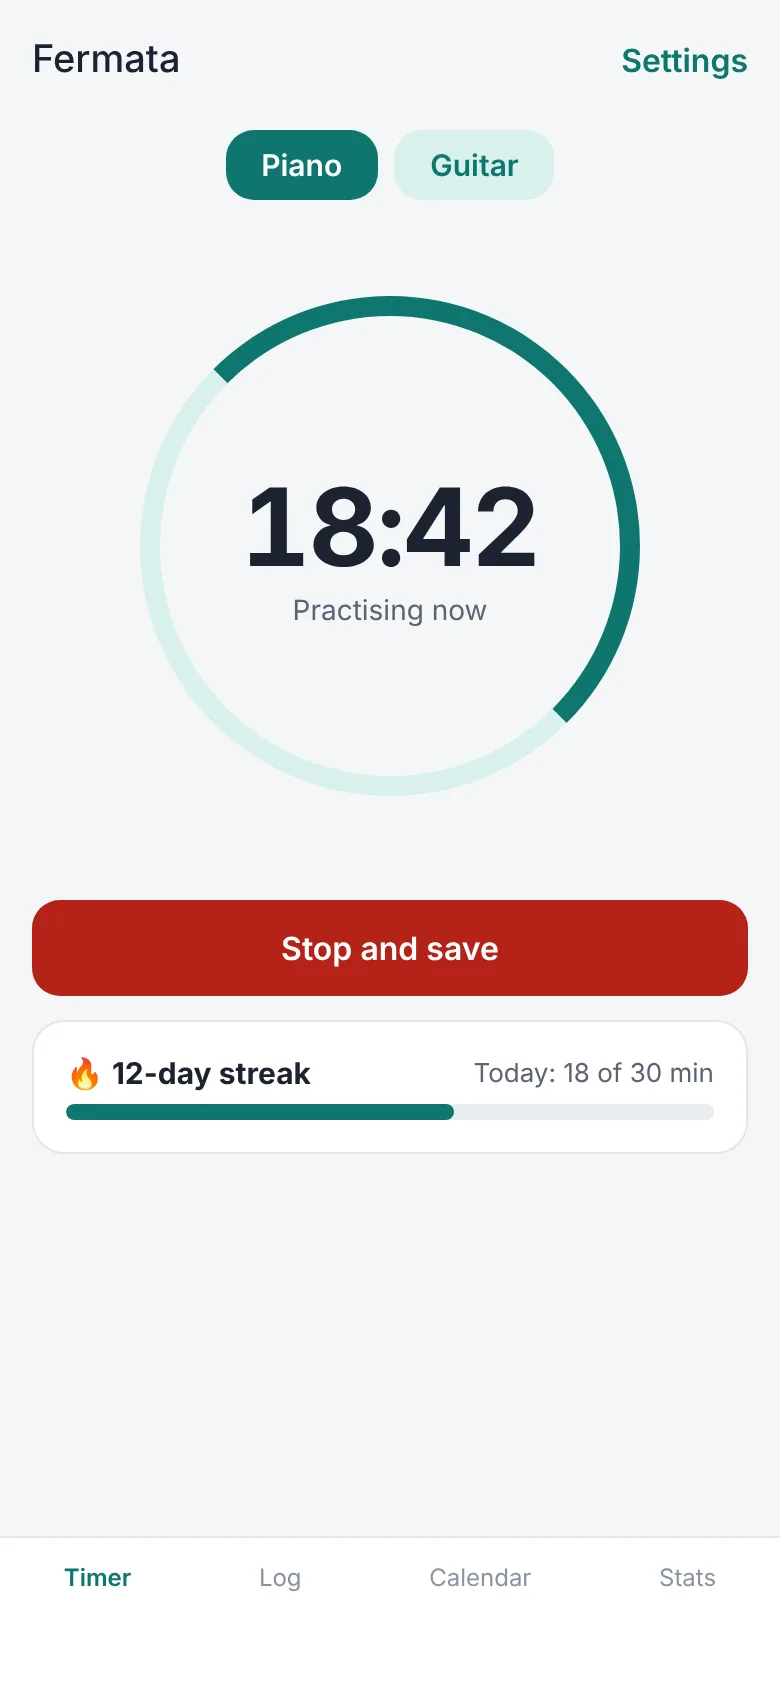 Fermata
Settings
Piano
Guitar
18:42
Practising now
Stop and save
🔥 12-day streak
Today: 18 of 30 min
Timer
Log
Calendar
Stats